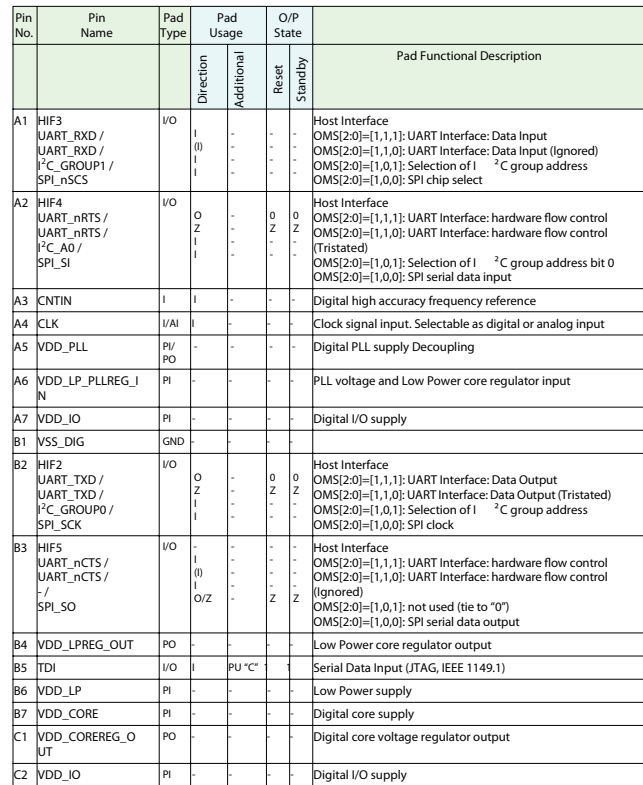 Pin No. Pin Name Pad Type Pad Usage O/P State
Direction Additional Reset Standby Pad Functional Description
A1 HIF3 I/O Host Interface
UART_RXD / I - - - OMS[2:0]=[1,1,1]: UART Interface: Data Input
UART_RXD / (I) - - - OMS[2:0]=[1,1,0]: UART Interface: Data Input (Ignored)
I²C_GROUP1 / I - - - OMS[2:0]=[1,0,1]: Selection of I ²C group address
SPI_nSCS I - - - OMS[2:0]=[1,0,0]: SPI chip select
A2 HIF4 I/O Host Interface
UART_nRTS / O - 0 0 OMS[2:0]=[1,1,1]: UART Interface: hardware flow control
UART_nRTS / Z - Z Z OMS[2:0]=[1,1,0]: UART Interface: hardware flow control
I²C_A0 / I - - - (Tristated)
SPI_SI I - - - OMS[2:0]=[1,0,1]: Selection of I ²C group address bit 0
OMS[2:0]=[1,0,0]: SPI serial data input
A3 CNTIN I I - - - Digital high accuracy frequency reference
A4 CLK I/AI I - - - Clock signal input. Selectable as digital or analog input
A5 VDD_PLL PI/ - - - - Digital PLL supply Decoupling
PO
A6 VDD_LP_PLLREG_I PI - - - - PLL voltage and Low Power core regulator input
N
A7 VDD_IO PI - - - - Digital I/O supply
B1 VSS_DIG GND - - - -
B2 HIF2 I/O Host Interface
UART_TXD / O - 0 0 OMS[2:0]=[1,1,1]: UART Interface: Data Output
UART_TXD / Z - Z Z OMS[2:0]=[1,1,0]: UART Interface: Data Output (Tristated)
I²C_GROUP0 / I - - - OMS[2:0]=[1,0,1]: Selection of I ²C group address
SPI_SCK I - - - OMS[2:0]=[1,0,0]: SPI clock
B3 HIF5 I/O - - - - Host Interface
UART_nCTS / I - - - OMS[2:0]=[1,1,1]: UART Interface: hardware flow control
UART_nCTS / (I) - - - OMS[2:0]=[1,1,0]: UART Interface: hardware flow control
- / I - - - (Ignored)
SPI_SO O/Z - Z Z OMS[2:0]=[1,0,1]: not used (tie to “0”)
OMS[2:0]=[1,0,0]: SPI serial data output
B4 VDD_LPREG_OUT PO - - - - Low Power core regulator output
B5 TDI I/O I PU “C” 1 1 Serial Data Input (JTAG, IEEE 1149.1)
B6 VDD_LP PI - - - - Low Power supply
B7 VDD_CORE PI - - - - Digital core supply
C1 VDD_COREREG_O PO - - - - Digital core voltage regulator output
UT
C2 VDD_IO PI - - - - Digital I/O supply